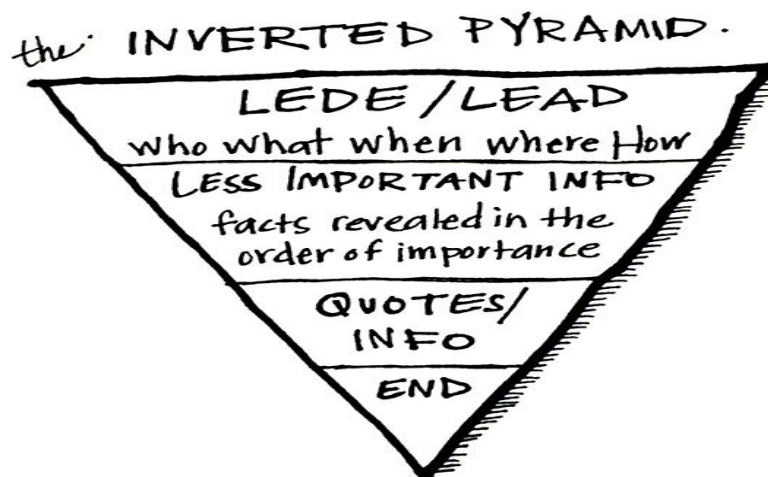 the INVERTED PYRAMID.
LEDE/LEAD
who what when where How
LESS IMPORTANT INFO
facts revealed in the
order of importance
QUOTES/
INFO
END